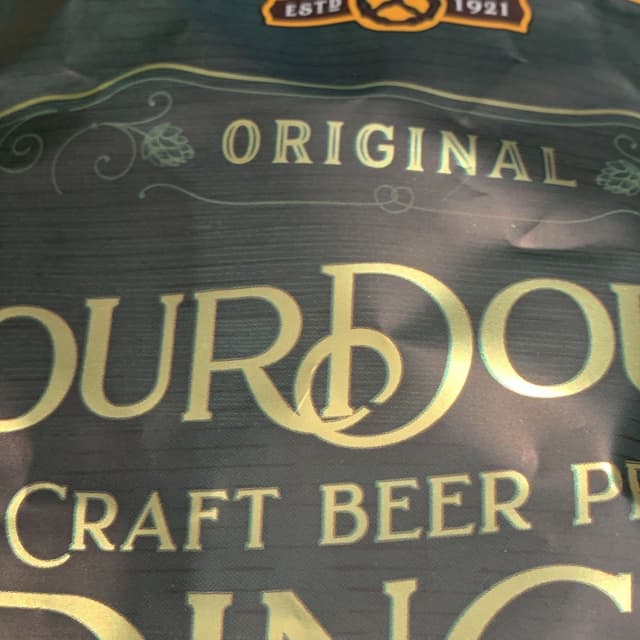 ESTD 1921
ORIGINAL
OURDOU
CRAFT BEER P